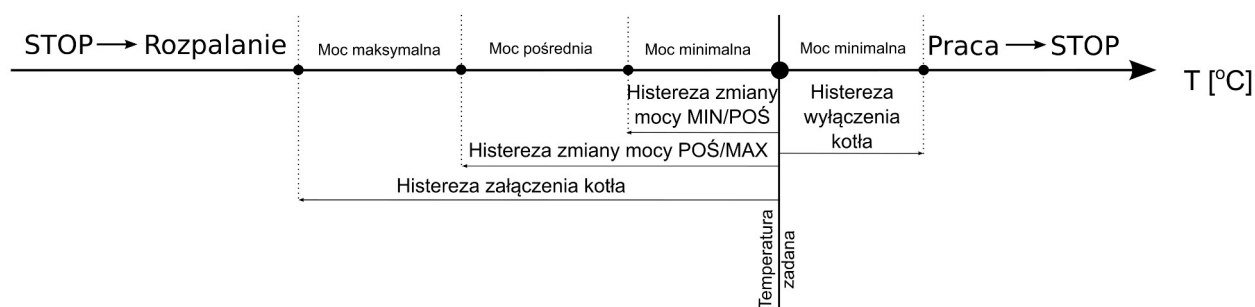 STOP → Rozpalanie
Moc maksymalna
Moc pośrednia
Moc minimalna
Moc minimalna
Praca → STOP
T [°C]
Histereza zmiany
mocy MIN/POŚ
Histereza
wyłączenia
kotła
Histereza zmiany mocy POŚ/MAX
Histereza załączenia kotła
Temperatura
zadana